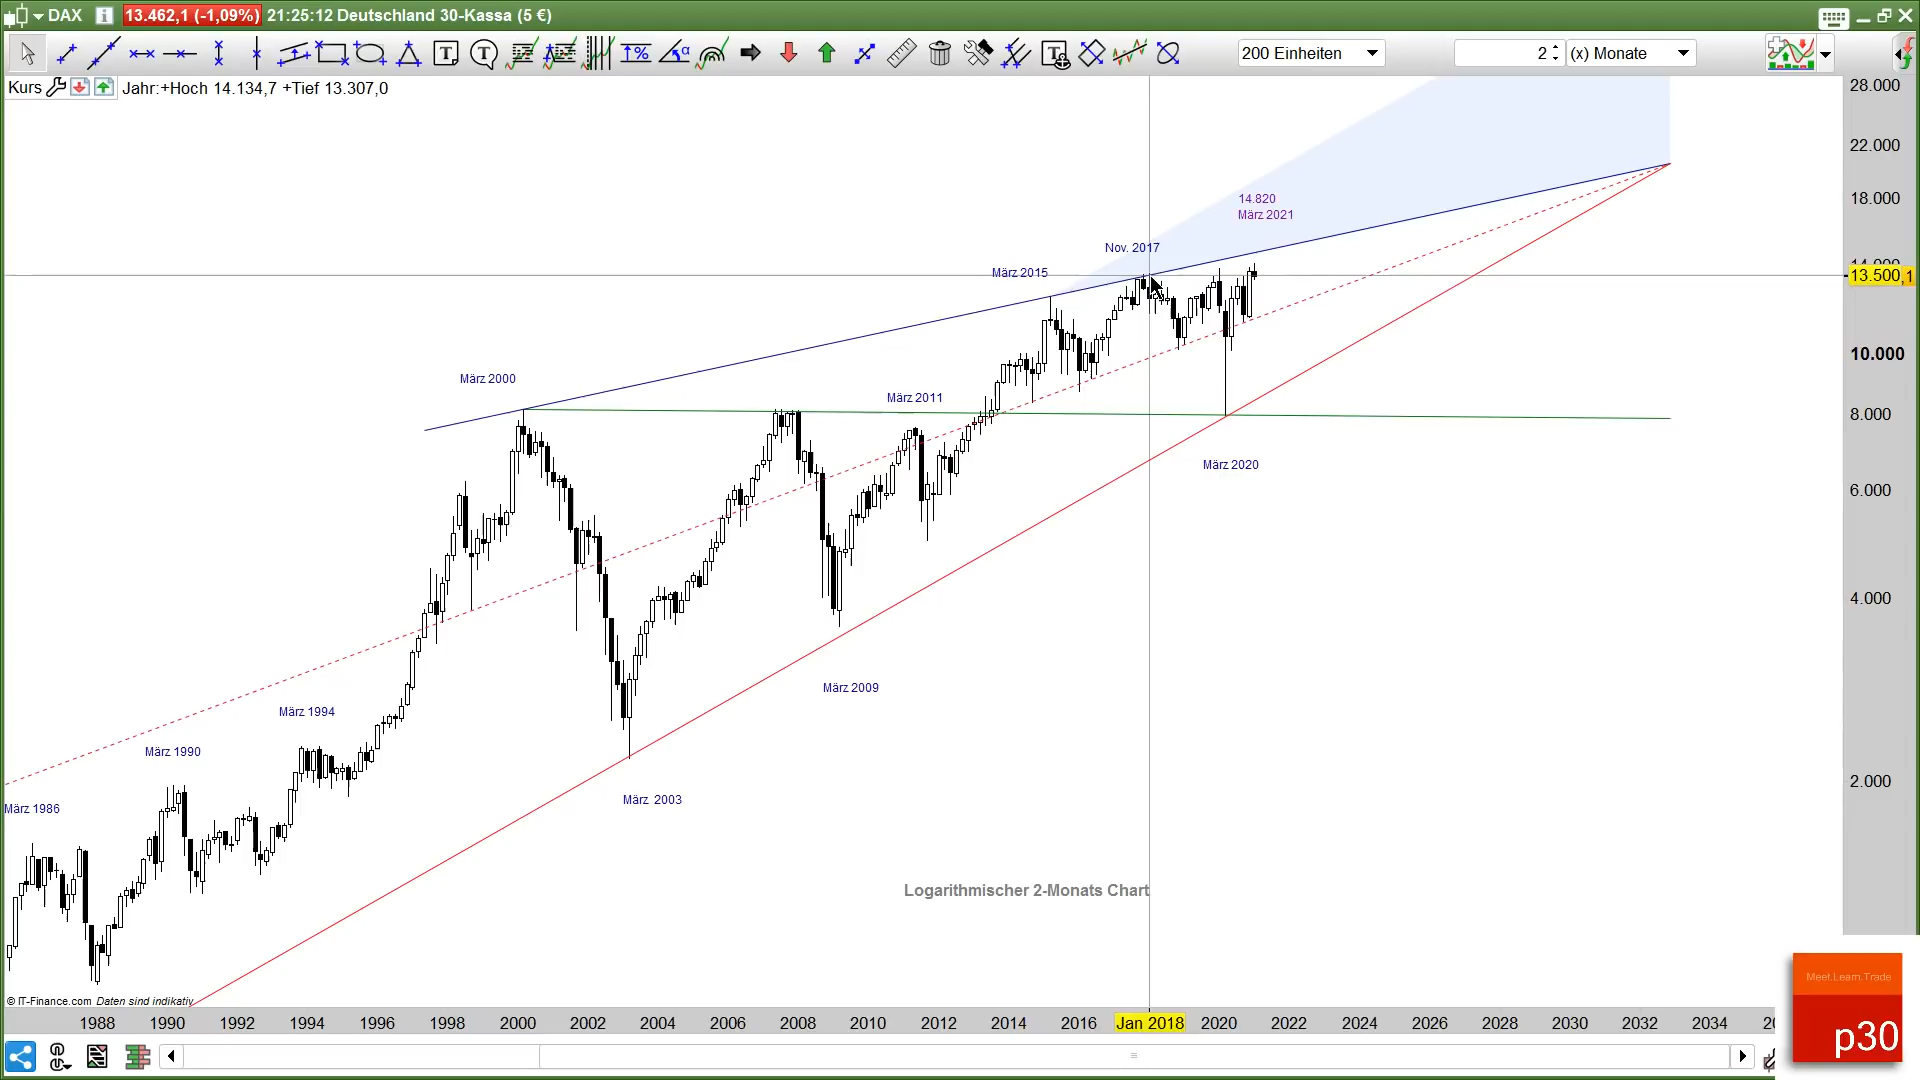 DAX 13.462,1 (-1,09%) 21:25:12 Deutschland 30-Kassa (5 €)
200 Einheiten 2 (x) Monate
Kurs Jahr:+Hoch 14.134,7 +Tief 13.307,0
28.000
22.000
18.000
14.820
März 2021
Nov. 2017
März 2015
13.500,1
10.000
März 2000
März 2011
8.000
März 2020
6.000
4.000
März 2009
März 1994
März 1990
2.000
März 2003
März 1986
Logarithmischer 2-Monats Chart
Meet.Learn.Trade
p30
© IT-Finance.com Daten sind indikativ
1988 1990 1992 1994 1996 1998 2000 2002 2004 2006 2008 2010 2012 2014 2016 Jan 2018 2020 2022 2024 2026 2028 2030 2032 2034